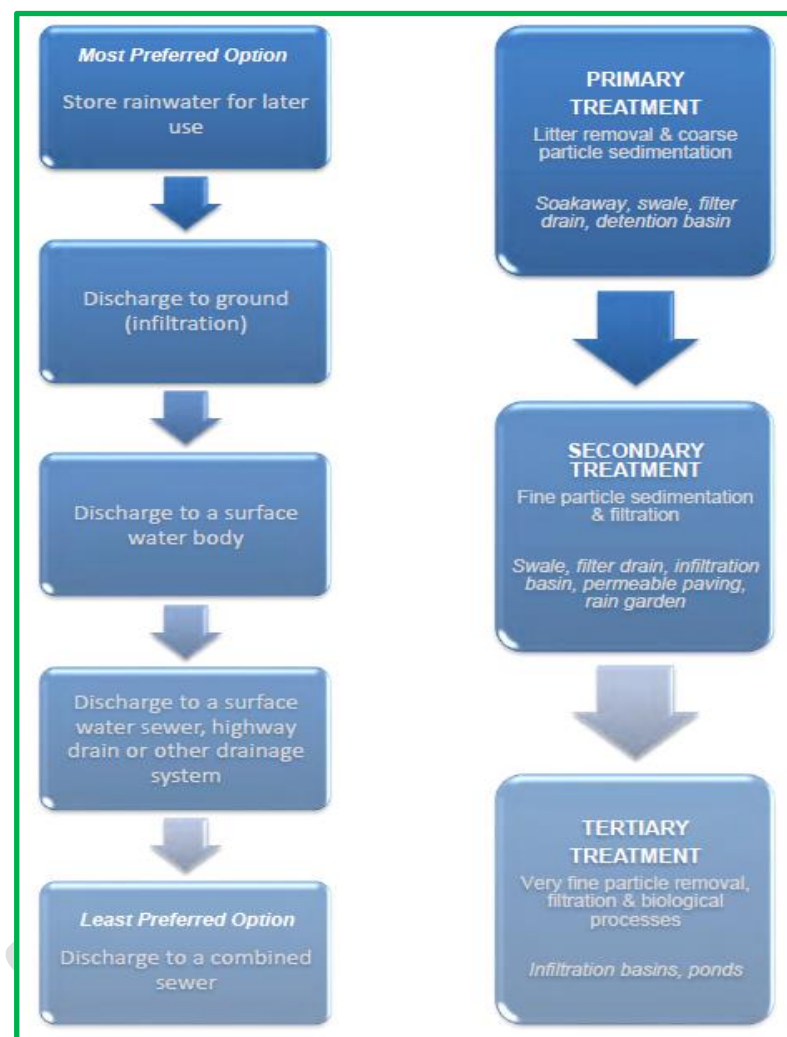 Most Preferred Option
Store rainwater for later
use
Discharge to ground
(infiltration)
Discharge to a surface
water body
Discharge to a surface
water sewer, highway
drain or other drainage
system
Least Preferred Option
Discharge to a combined
sewer
PRIMARY
TREATMENT
Litter removal & coarse
particle sedimentation
Soakaway, swale, filter
drain, detention basin
SECONDARY
TREATMENT
Fine particle sedimentation
& filtration
Swale, filter drain, infiltration
basin, permeable paving,
rain garden
TERTIARY
TREATMENT
Very fine particle removal,
filtration & biological
processes
Infiltration basins, ponds